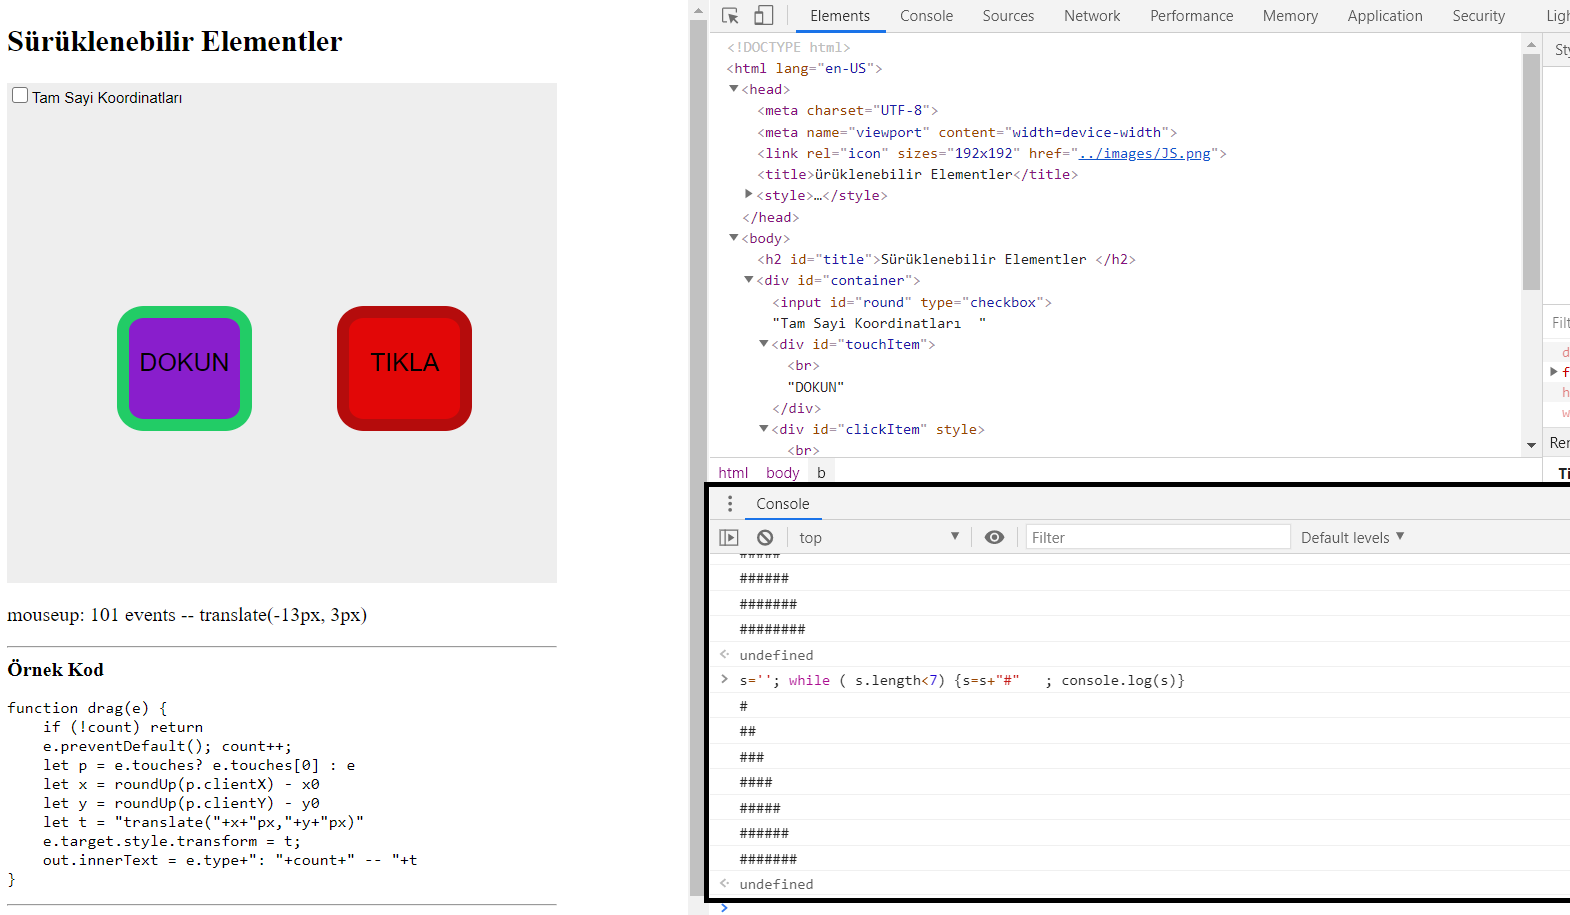 Sürüklenebilir Elementler
Tam Sayi Koordinatları
DOKUN
TIKLA
mouseup: 101 events -- translate(-13px, 3px)
Örnek Kod
function drag(e) {
    if (!count) return
    e.preventDefault(); count++;
    let p = e.touches? e.touches[0] : e
    let x = roundUp(p.clientX) - x0
    let y = roundUp(p.clientY) - y0
    let t = "translate("+x+"px,"+y+"px)"
    e.target.style.transform = t;
    out.innerText = e.type+": "+count+" -- "+t
}
Elements Console Sources Network Performance Memory Application Security
<!DOCTYPE html>
<html lang="en-US">
<head>
<meta charset="UTF-8">
<meta name="viewport" content="width=device-width">
<link rel="icon" sizes="192x192" href="../images/JS.png">
<title>ürüklenebilir Elementler</title>
<style>…</style>
</head>
<body>
<h2 id="title">Sürüklenebilir Elementler </h2>
<div id="container">
<input id="round" type="checkbox">
"Tam Sayi Koordinatları  "
<div id="touchItem">
<br>
"DOKUN"
</div>
<div id="clickItem" style>
<br>
html body b
Console
top Filter Default levels
#####
######
#######
########
undefined
s=''; while ( s.length<7) {s=s+"#"   ; console.log(s)}
#
##
###
####
#####
######
#######
undefined